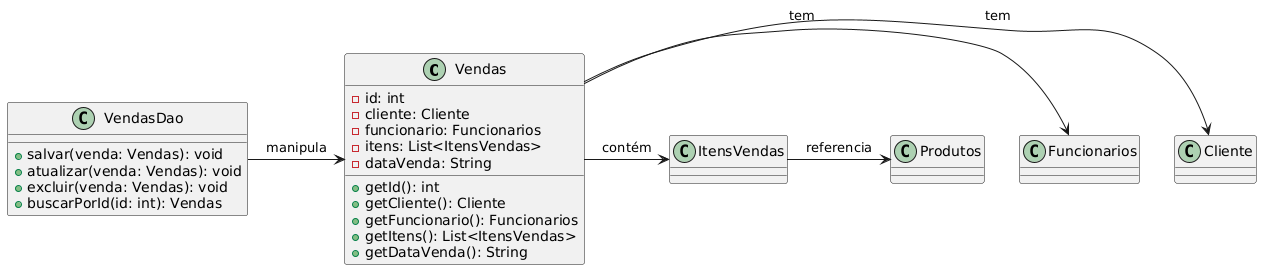 tem
tem
C VendasDao
salvar(venda: Vendas): void
atualizar(venda: Vendas): void
excluir(venda: Vendas): void
buscarPorId(id: int): Vendas
manipula
C Vendas
id: int
cliente: Cliente
funcionario: Funcionarios
itens: List<ItensVendas>
dataVenda: String
getId(): int
getCliente(): Cliente
getFuncionario(): Funcionarios
getItens(): List<ItensVendas>
getDataVenda(): String
contém
C ItensVendas
referencia
C Produtos
C Funcionarios
C Cliente